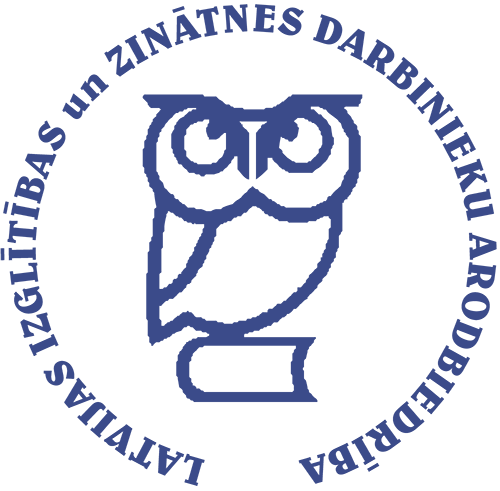 LATVIJAS IZGLĪTĪBAS un ZINĀTNES DARBINIEKU ARODBIEDRĪBA